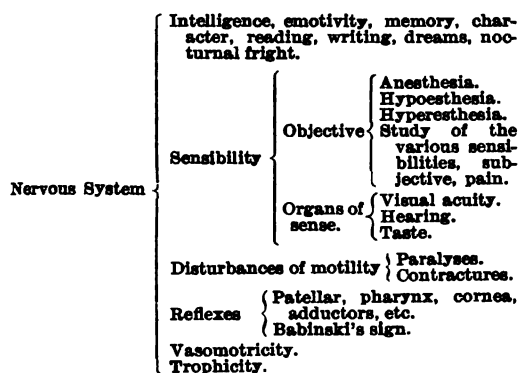 Intelligence, emotivity, memory, char-
acter, reading, writing, dreams, noc-
turnal fright.
Anesthesia.
Hypoesthesia.
Hyperesthesia.
Objective
Study of the
various sensi-
bilities, sub-
jective, pain.
Sensibility
Nervous System
Visual acuity.
Organs of
sense.
Hearing.
Taste.
Disturbances of motility
Paralyses.
Contractures.
Patellar, pharynx, cornea,
adductors, etc.
Reflexes
Babinski's sign.
Vasomotricity.
Trophicity.